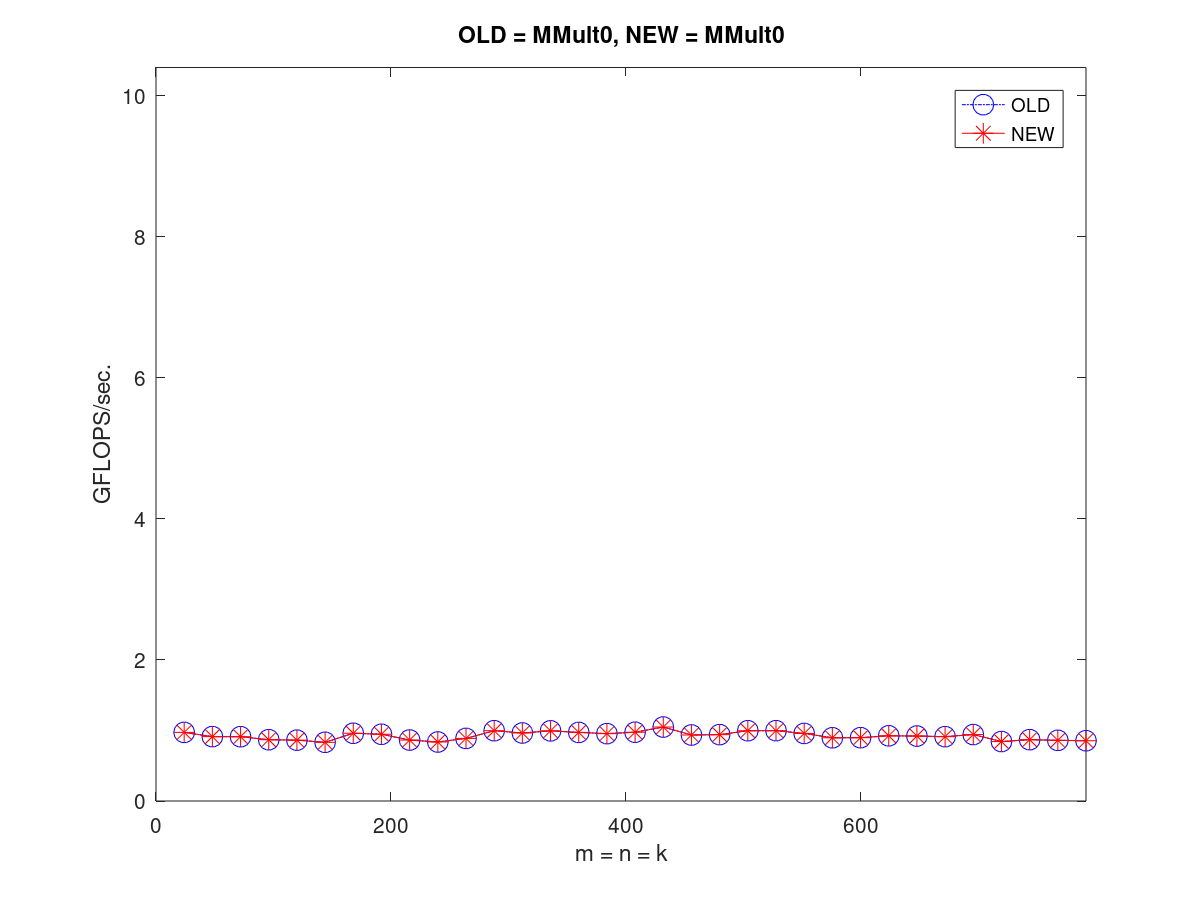 OLD = MMult0, NEW = MMult0
10
8
6
4
2
0
GFLOPS/sec.
OLD
NEW
0 200 400 600
m = n = k